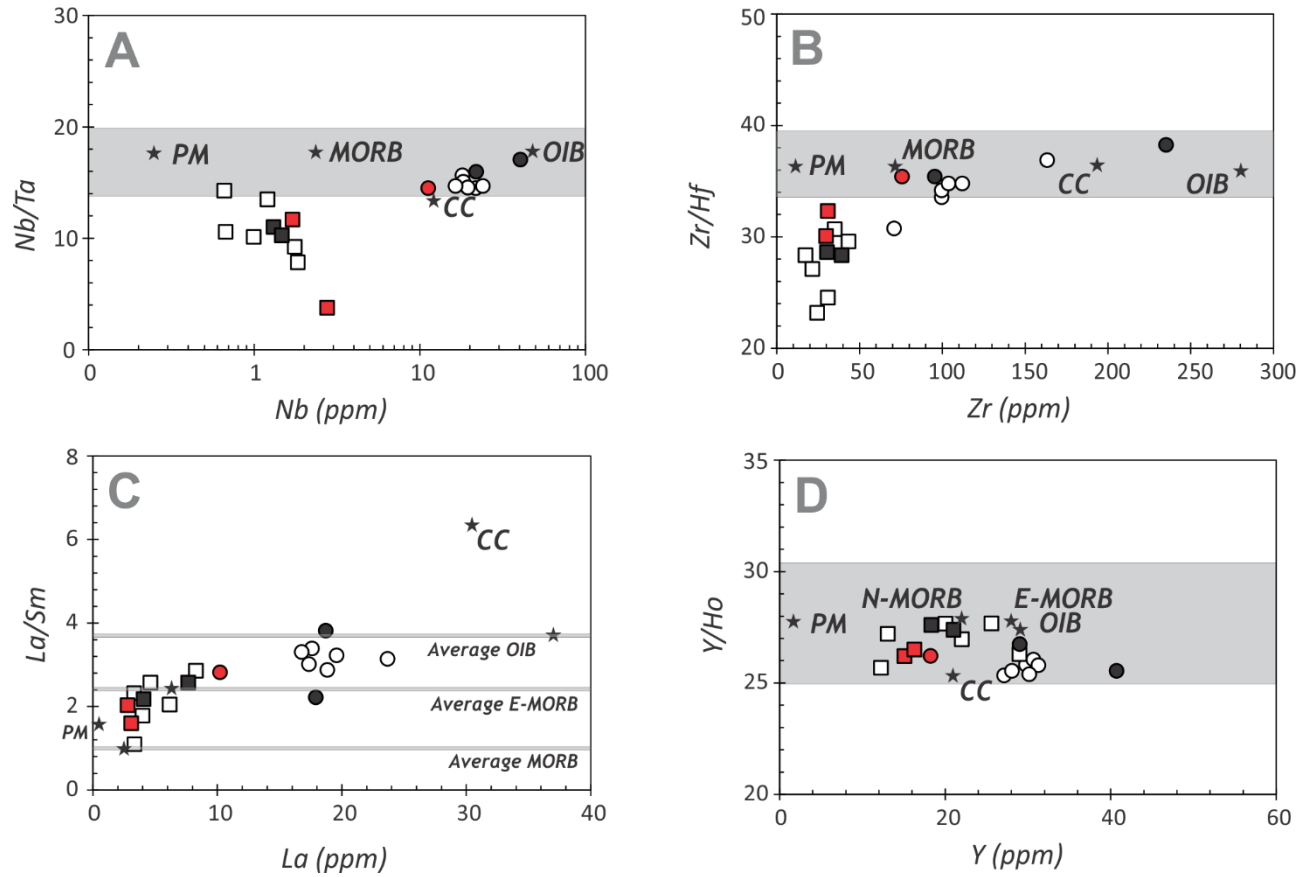 A
30
20
10
0
Nb/Ta
PM
MORB
OIB
CC
0
1
10
100
Nb (ppm)
B
50
40
30
20
Zr/Hf
PM
MORB
CC
OIB
0
50
100
150
200
250
300
Zr (ppm)
C
8
6
4
2
0
La/Sm
CC
Average OIB
Average E-MORB
PM
Average MORB
0
10
20
30
40
La (ppm)
D
35
30
25
20
Y/Ho
N-MORB
E-MORB
PM
OIB
CC
0
20
40
60
Y (ppm)